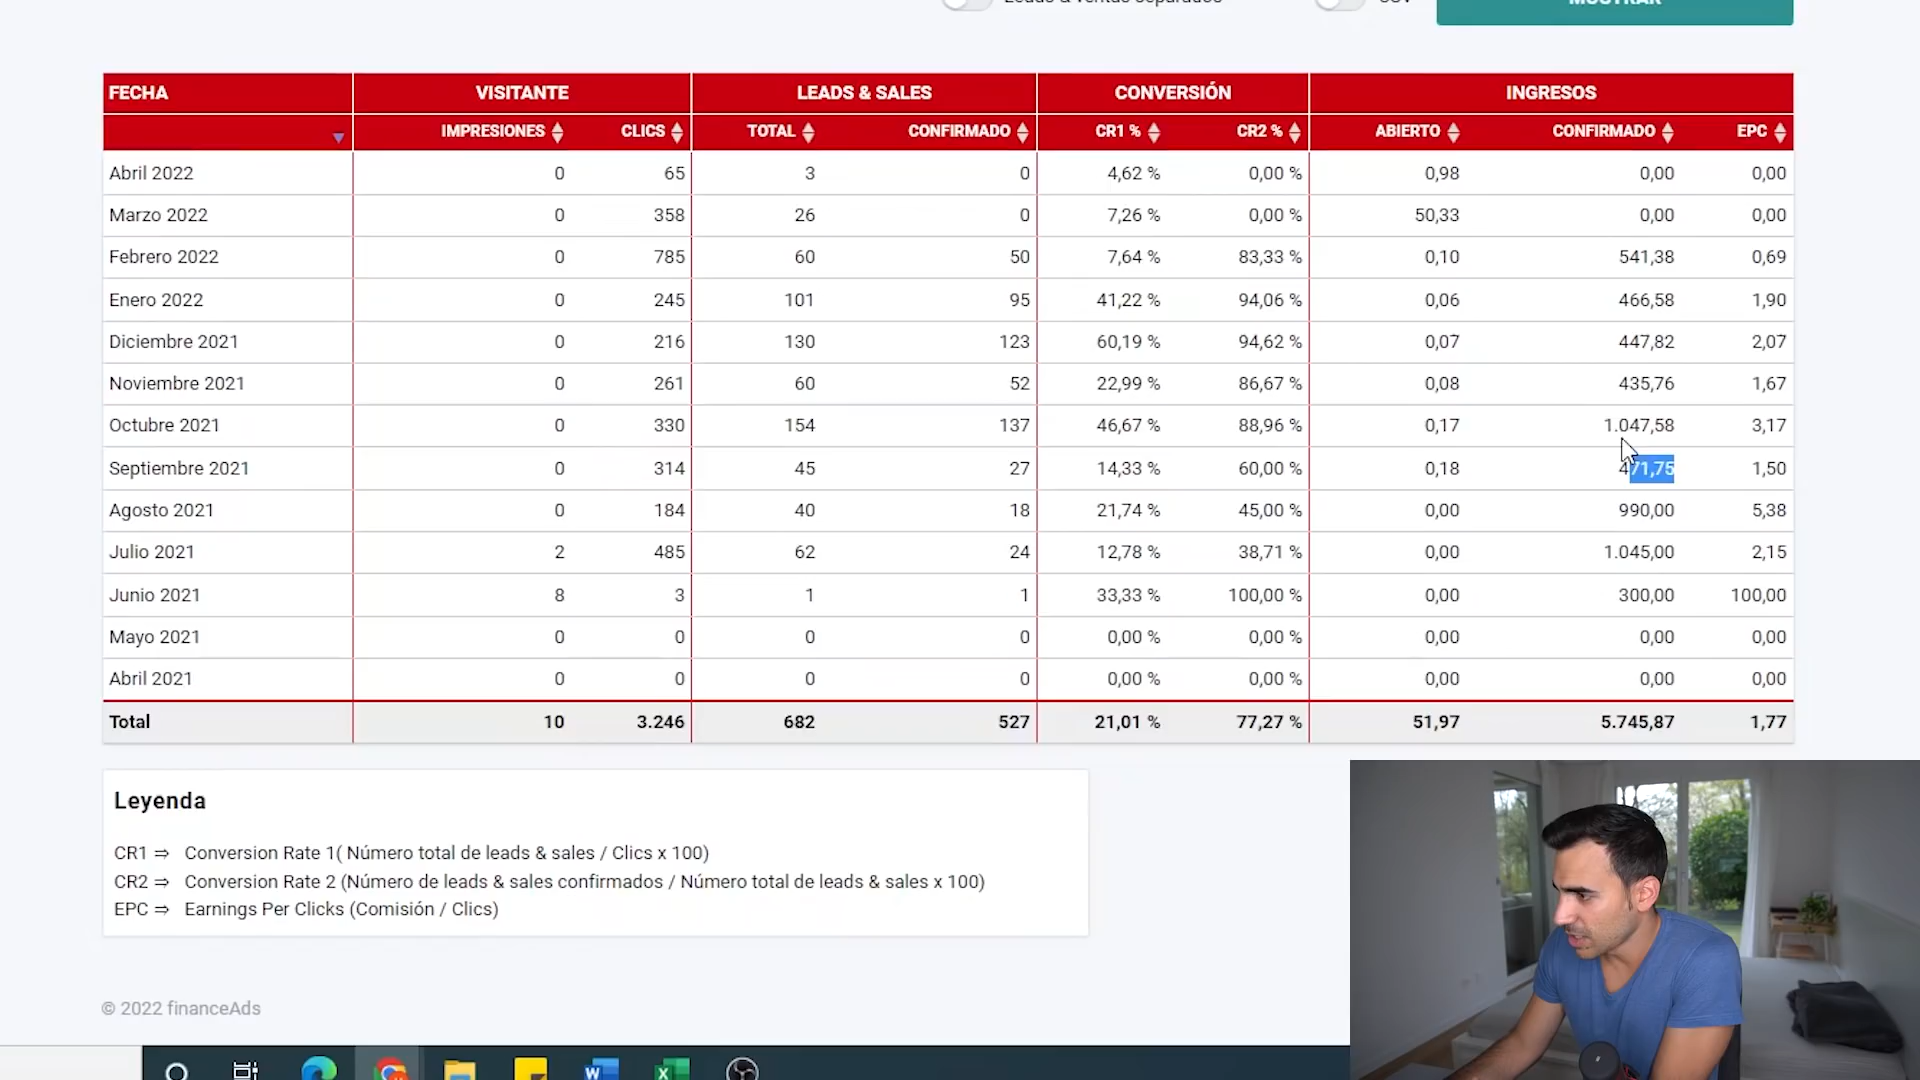 FECHA VISITANTE LEADS & SALES CONVERSIÓN INGRESOS
IMPRESIONES CLICS TOTAL CONFIRMADO CR1 % CR2 % ABIERTO CONFIRMADO EPC
Abril 2022 0 65 3 0 4,62 % 0,00 % 0,98 0,00 0,00
Marzo 2022 0 358 26 0 7,26 % 0,00 % 50,33 0,00 0,00
Febrero 2022 0 785 60 50 7,64 % 83,33 % 0,10 541,38 0,69
Enero 2022 0 245 101 95 41,22 % 94,06 % 0,06 466,58 1,90
Diciembre 2021 0 216 130 123 60,19 % 94,62 % 0,07 447,82 2,07
Noviembre 2021 0 261 60 52 22,99 % 86,67 % 0,08 435,76 1,67
Octubre 2021 0 330 154 137 46,67 % 88,96 % 0,17 1.047,58 3,17
Septiembre 2021 0 314 45 27 14,33 % 60,00 % 0,18 471,75 1,50
Agosto 2021 0 184 40 18 21,74 % 45,00 % 0,00 990,00 5,38
Julio 2021 2 485 62 24 12,78 % 38,71 % 0,00 1.045,00 2,15
Junio 2021 8 3 1 1 33,33 % 100,00 % 0,00 300,00 100,00
Mayo 2021 0 0 0 0 0,00 % 0,00 % 0,00 0,00 0,00
Abril 2021 0 0 0 0 0,00 % 0,00 % 0,00 0,00 0,00
Total 10 3.246 682 527 21,01 % 77,27 % 51,97 5.745,87 1,77
Leyenda
CR1 ⇒ Conversion Rate 1( Número total de leads & sales / Clics x 100)
CR2 ⇒ Conversion Rate 2 (Número de leads & sales confirmados / Número total de leads & sales x 100)
EPC ⇒ Earnings Per Clicks (Comisión / Clics)
© 2022 financeAds